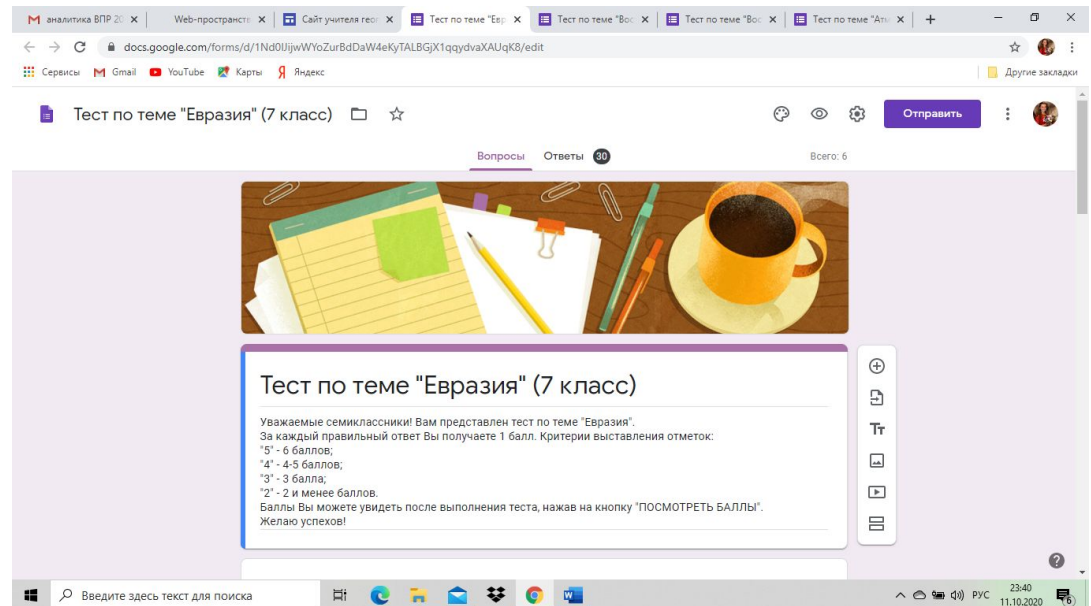 аналитика ВПР 20
Web-пространств
Сайт учителя геог
Тест по теме "Евр
Тест по теме "Вос
Тест по теме "Вос
Тест по теме "Атм
docs.google.com/forms/d/1Nd0UijwWYoZurBdDaW4eKyTALBGjX1qqydvaXAUqK8/edit
Сервисы Gmail YouTube Карты Яндекс Другие закладки
Тест по теме "Евразия" (7 класс) Отправить
Вопросы Ответы 30 Всего: 6
Тест по теме "Евразия" (7 класс)
Уважаемые семиклассники! Вам представлен тест по теме "Евразия".
За каждый правильный ответ Вы получаете 1 балл. Критерии выставления отметок:
"5" - 6 баллов;
"4" - 4-5 баллов;
"3" - 3 балла;
"2" - 2 и менее баллов.
Баллы Вы можете увидеть после выполнения теста, нажав на кнопку "ПОСМОТРЕТЬ БАЛЛЫ".
Желаю успехов!
Введите здесь текст для поиска
РУС
23:40
11.10.2020
6